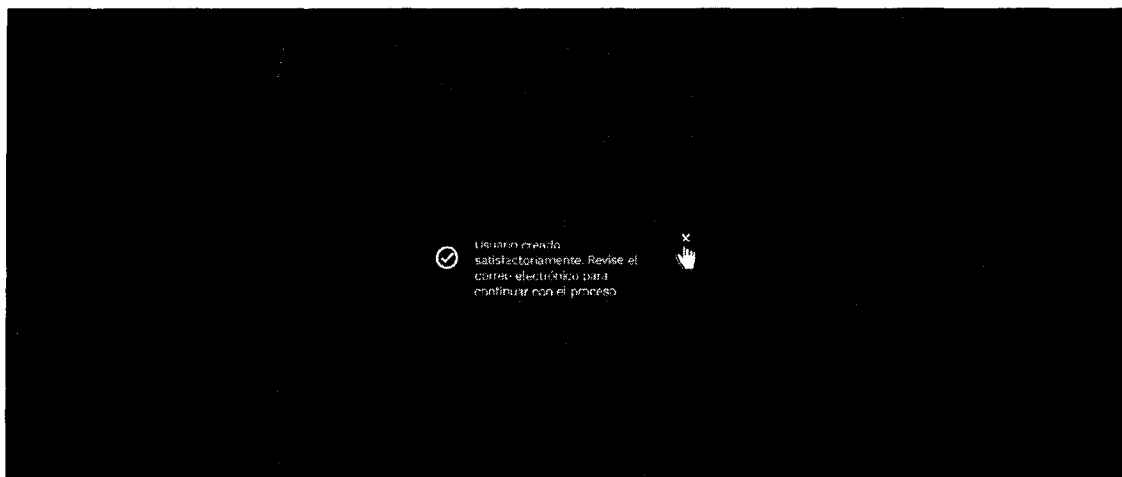 Usuario creado
satisfactoriamente. Revise el
correo electrónico para
continuar con el proceso